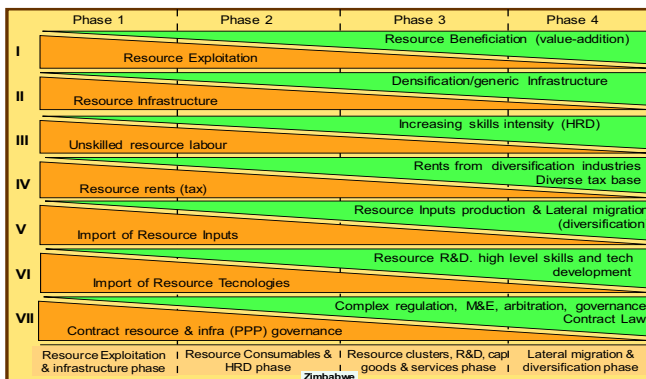 Phase 1 Phase 2 Phase 3 Phase 4
I
Resource Beneficiation (value-addition)
Resource Exploitation
II
Densification/generic Infrastructure
Resource Infrastructure
III
Increasing skills intensity (HRD)
Unskilled resource labour
IV
Rents from diversification industries
Diverse tax base
Resource rents (tax)
V
Resource Inputs production & Lateral migration
(diversification
Import of Resource Inputs
VI
Resource R&D. high level skills and tech
development
Import of Resource Tecnologies
VII
Complex regulation, M&E, arbitration, governance
Contract Law
Contract resource & infra (PPP) governance
Resource Exploitation
& infrastructure phase
Resource Consumables &
HRD phase
Resource clusters, R&D, capl
goods & services phase
Lateral migration &
diversification phase
Zimbabwe